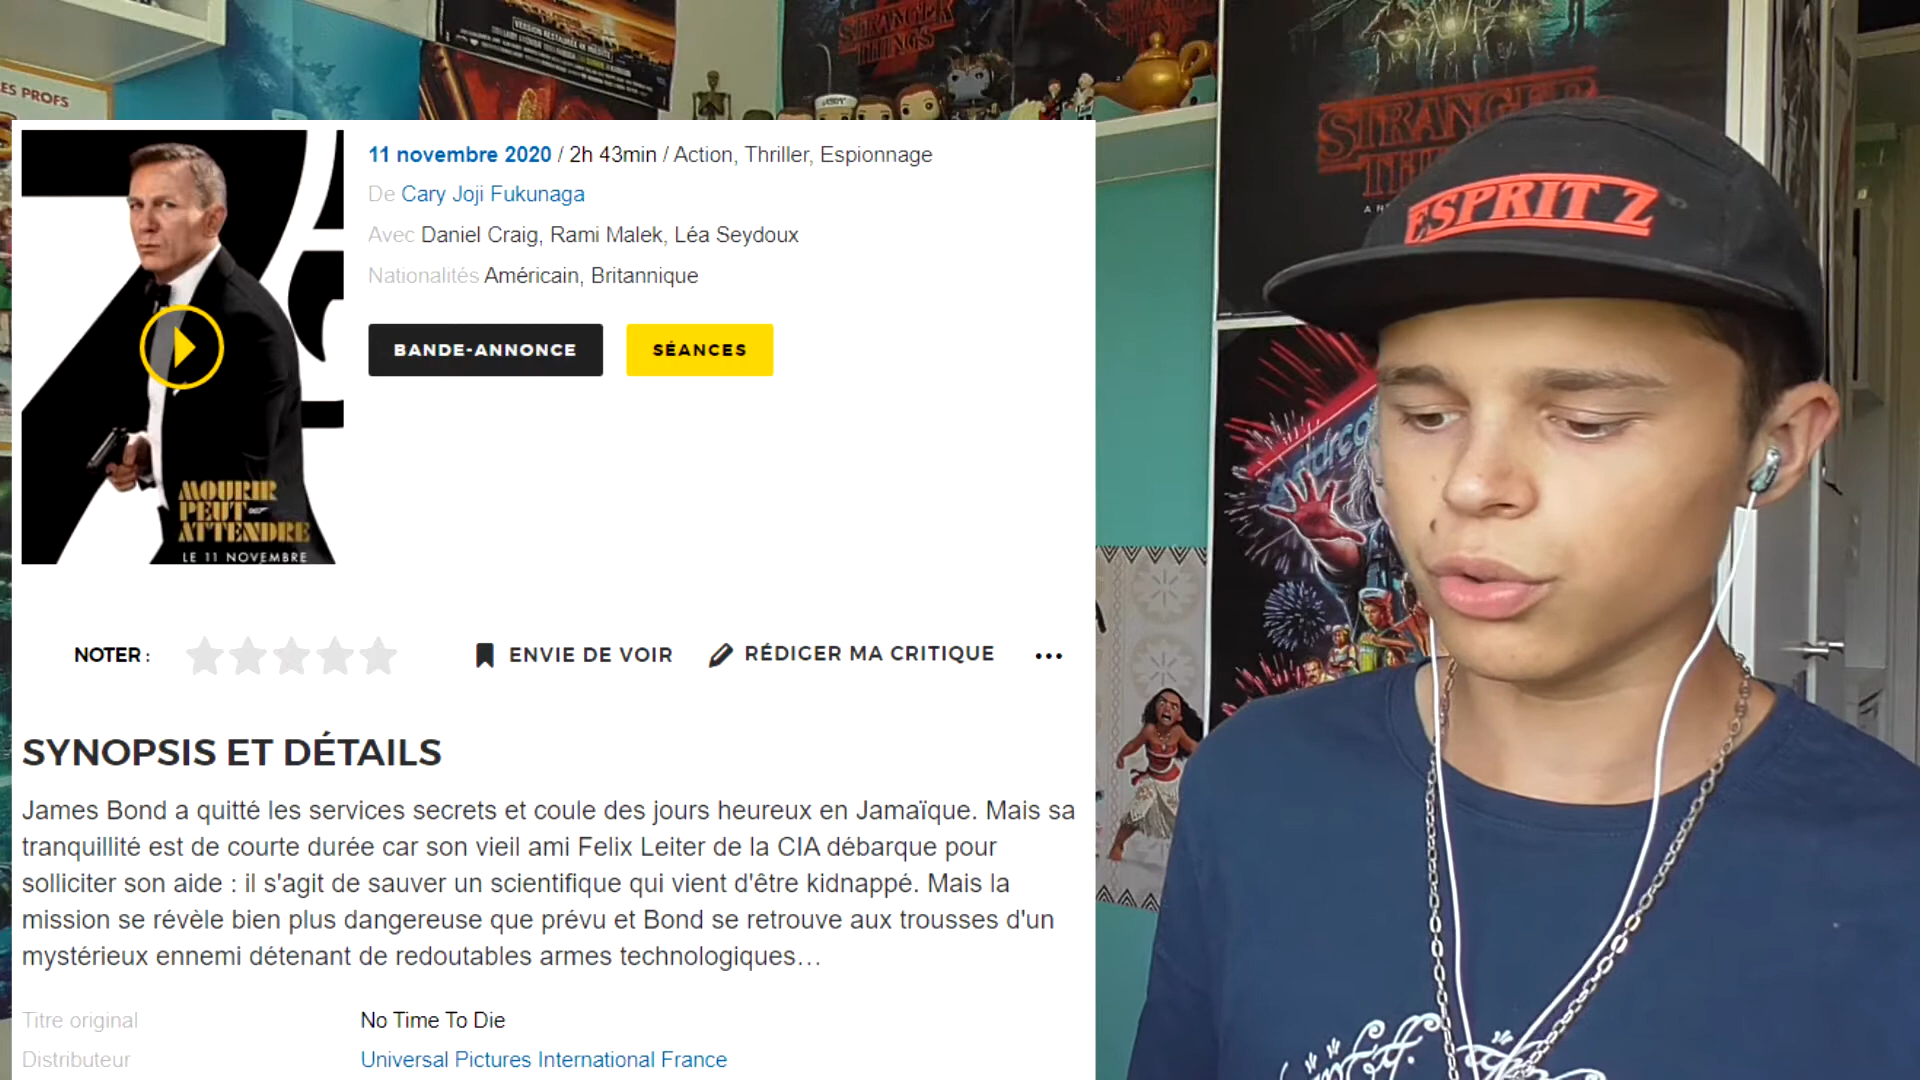 ES PROFS
VERSION RESTAURÉE
STRANGER
THINGS
STRANGER
ESPRIT Z
11 novembre 2020 / 2h 43min / Action, Thriller, Espionnage
De Cary Joji Fukunaga
Avec Daniel Craig, Rami Malek, Léa Seydoux
Nationalités Américain, Britannique
BANDE-ANNONCE
SÉANCES
MOURIR
PEUT 007
ATTENDRE
LE 11 NOVEMBRE
NOTER :
ENVIE DE VOIR
RÉDIGER MA CRITIQUE
SYNOPSIS ET DÉTAILS
James Bond a quitté les services secrets et coule des jours heureux en Jamaïque. Mais sa
tranquillité est de courte durée car son vieil ami Felix Leiter de la CIA débarque pour
solliciter son aide : il s'agit de sauver un scientifique qui vient d'être kidnappé. Mais la
mission se révèle bien plus dangereuse que prévu et Bond se retrouve aux trousses d'un
mystérieux ennemi détenant de redoutables armes technologiques…
Titre original
No Time To Die
Distributeur
Universal Pictures International France